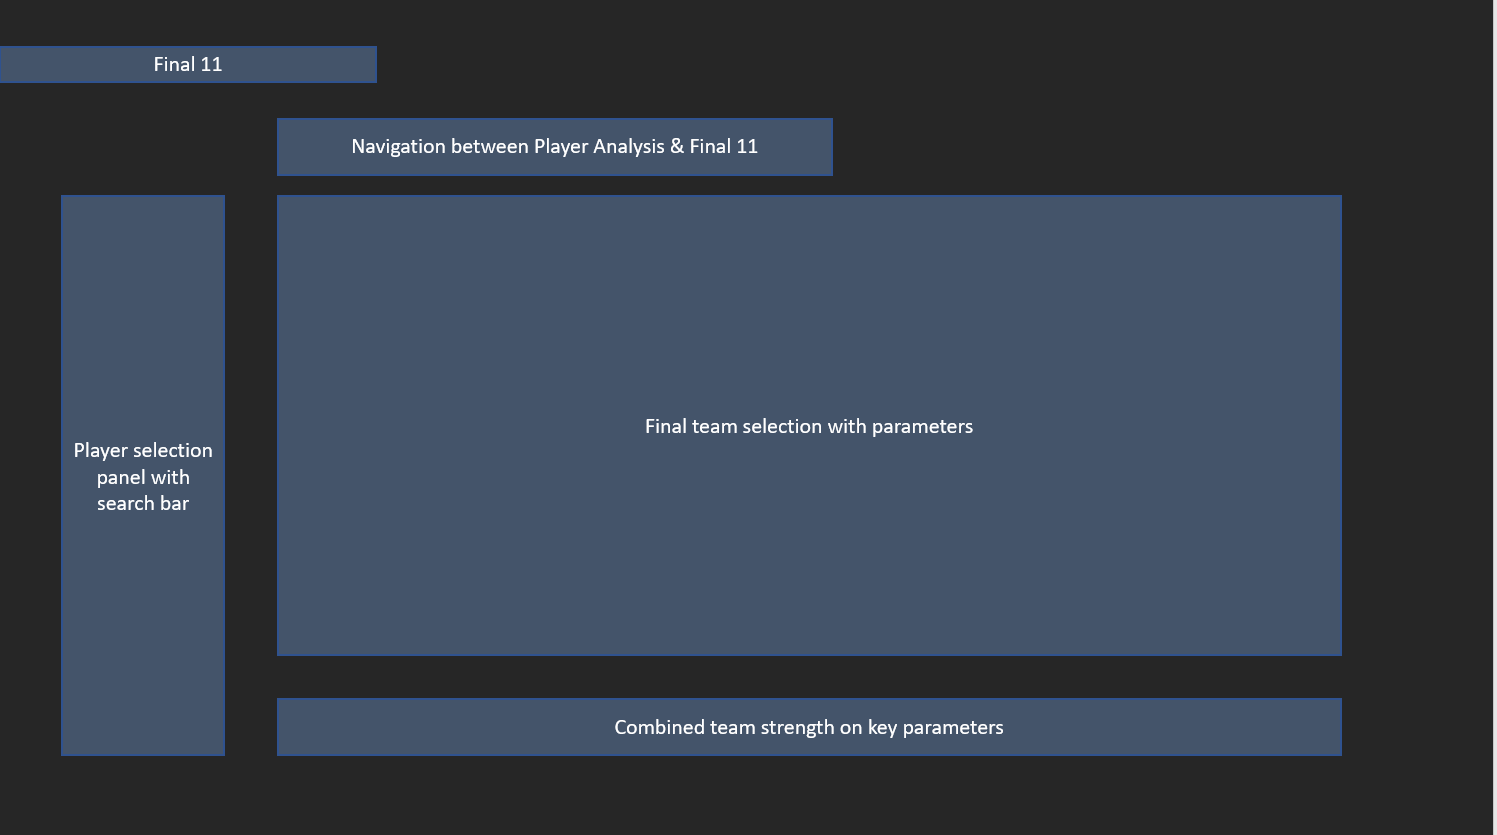 Final 11
Navigation between Player Analysis & Final 11
Player selection
panel with
search bar
Final team selection with parameters
Combined team strength on key parameters